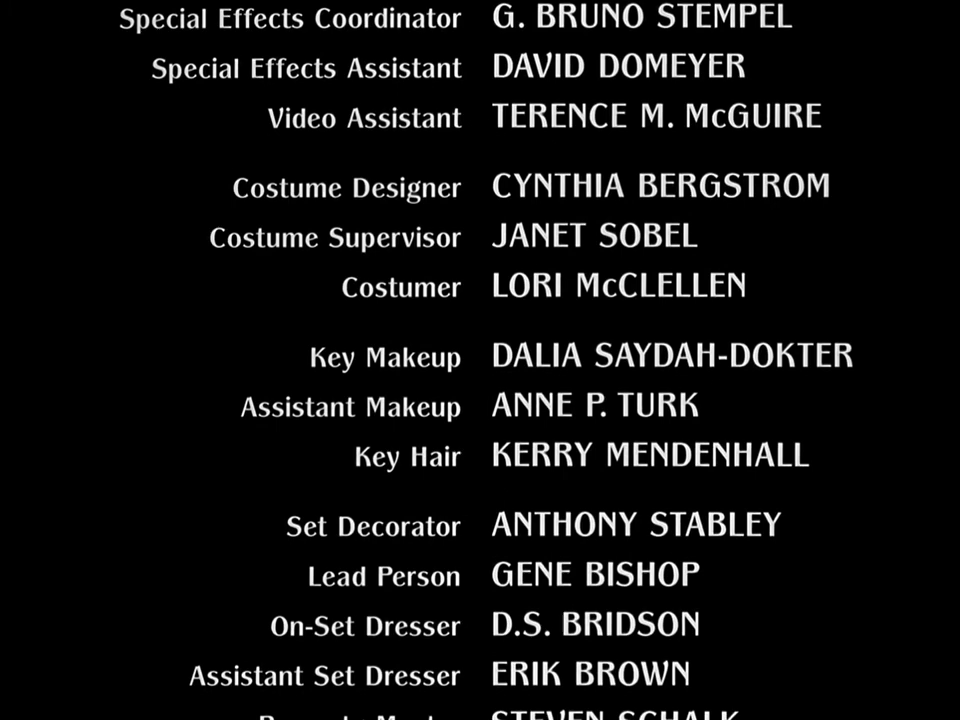 Special Effects Coordinator G. BRUNO STEMPEL
Special Effects Assistant DAVID DOMEYER
Video Assistant TERENCE M. McGUIRE
Costume Designer CYNTHIA BERGSTROM
Costume Supervisor JANET SOBEL
Costumer LORI McCLELLEN
Key Makeup DALIA SAYDAH-DOKTER
Assistant Makeup ANNE P. TURK
Key Hair KERRY MENDENHALL
Set Decorator ANTHONY STABLEY
Lead Person GENE BISHOP
On-Set Dresser D.S. BRIDSON
Assistant Set Dresser ERIK BROWN
STEVEN SCHALK